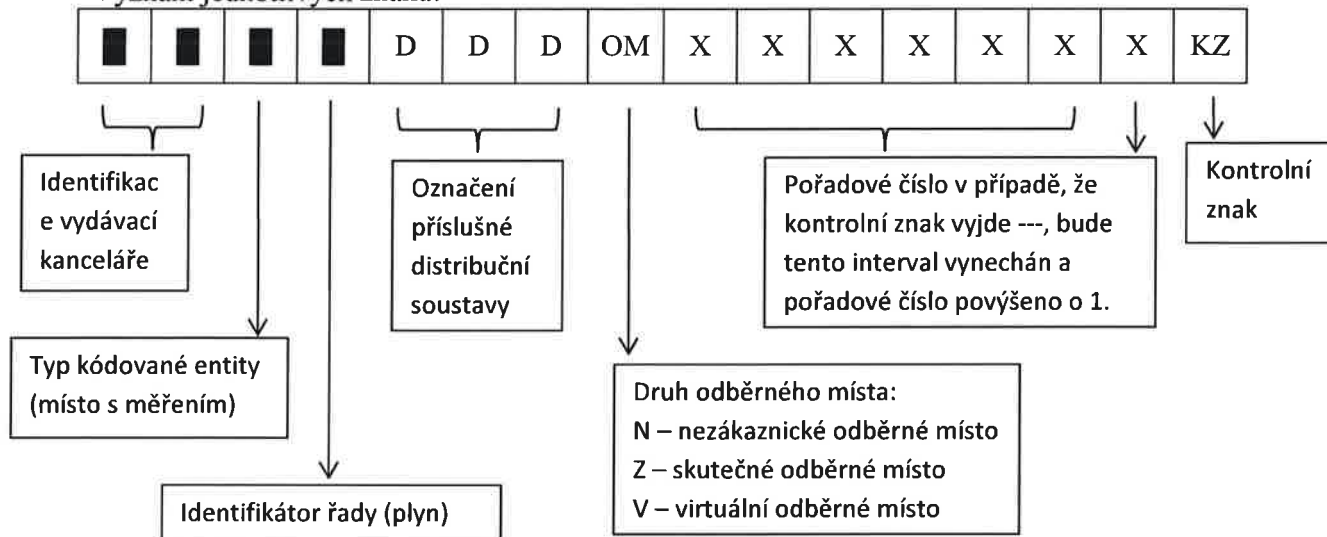 D D D OM X X X X X X X KZ
Identifikac
e vydávací
kanceláře
Označení
příslušné
distribuční
soustavy
Pořadové číslo v případě, že
kontrolní znak vyjde ---, bude
tento interval vynechán a
pořadové číslo povýšeno o 1.
Kontrolní
znak
Typ kódované entity
(místo s měřením)
Druh odběrného místa:
N – nezákaznické odběrné místo
Z – skutečné odběrné místo
V – virtuální odběrné místo
Identifikátor řady (plyn)